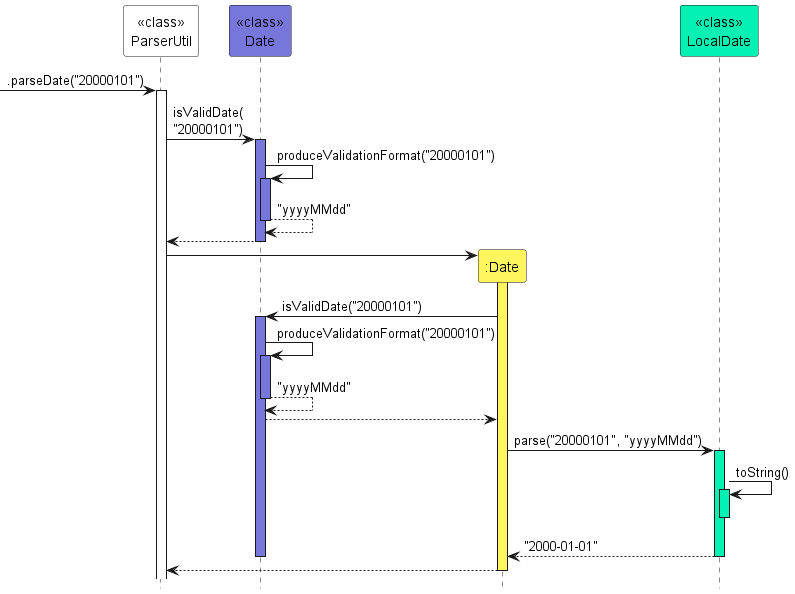 «class»
ParserUtil
«class»
Date
«class»
LocalDate
.parseDate("20000101")
isValidDate(
"20000101")
produceValidationFormat("20000101")
"yyyyMMdd"
:Date
isValidDate("20000101")
produceValidationFormat("20000101")
"yyyyMMdd"
parse("20000101", "yyyyMMdd")
toString()
"2000-01-01"